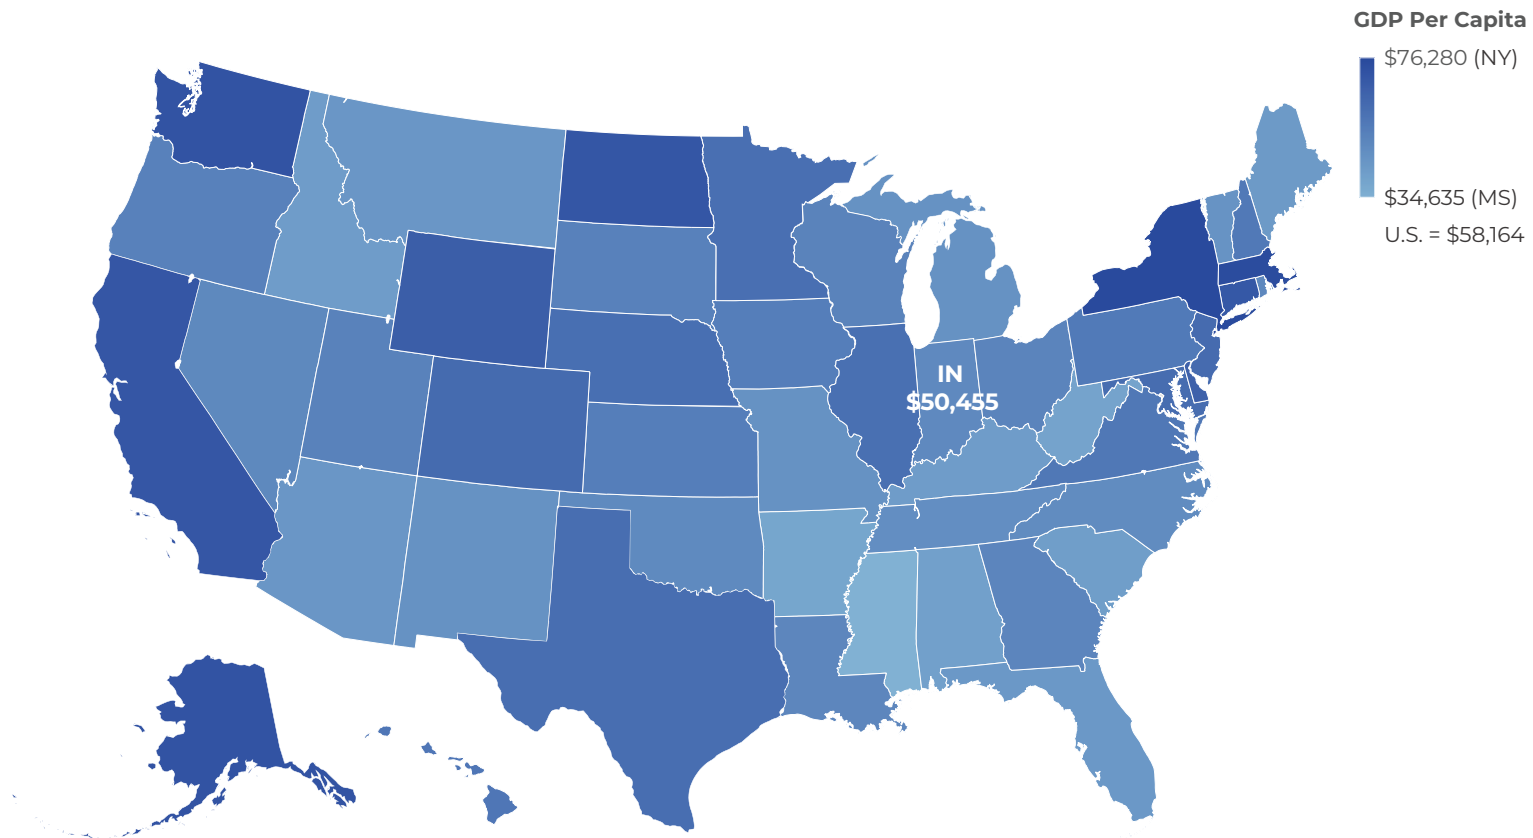 GDP Per Capita
$76,280 (NY)
$34,635 (MS)
U.S. = $58,164
IN
$50,455